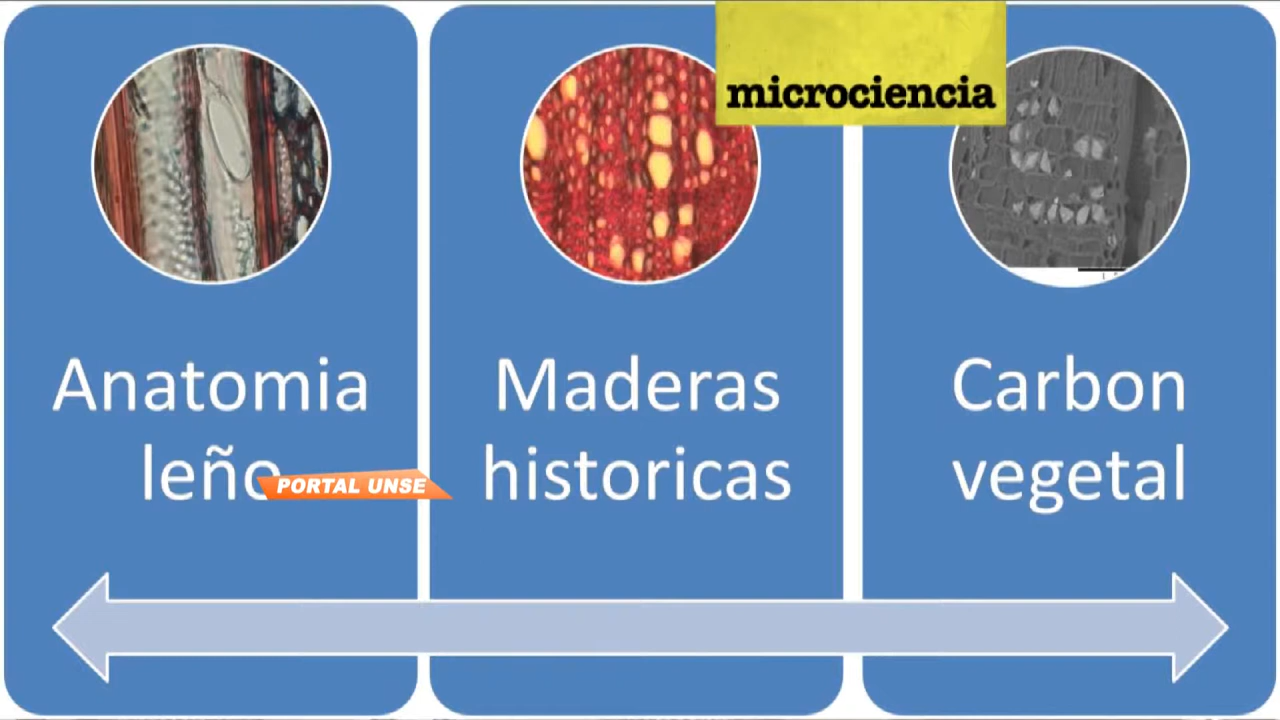 microciencia
Anatomia
leño
Maderas
historicas
Carbon
vegetal
PORTAL UNSE